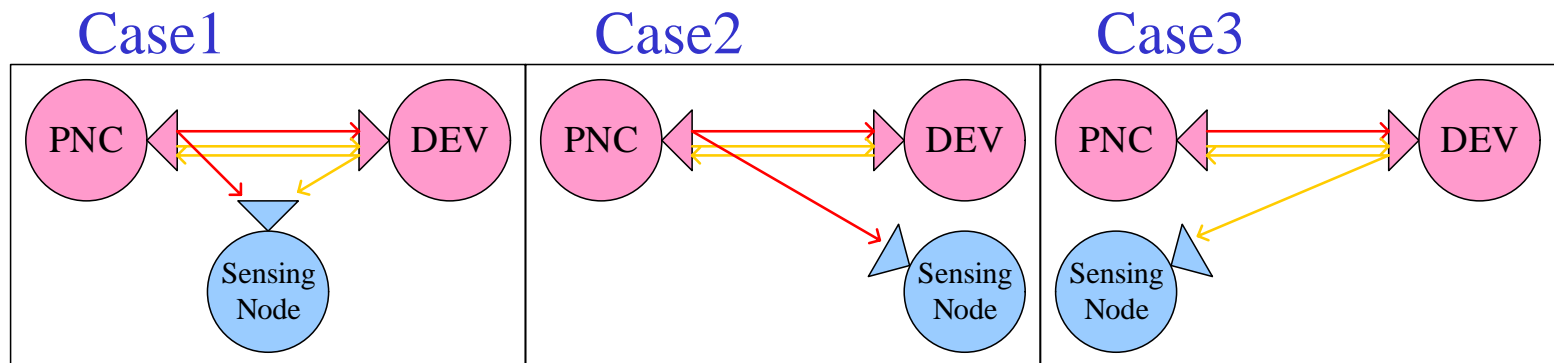 Case1
Case2
Case3
PNC
DEV
Sensing
Node
PNC
DEV
Sensing
Node
PNC
DEV
Sensing
Node